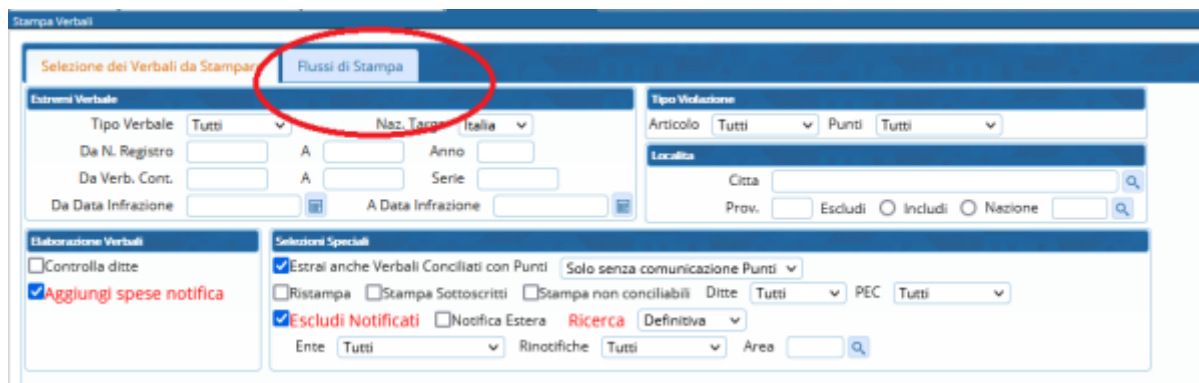 Stampa Verbali
Selezione dei Verbali da Stampare Flussi di Stampa
Estremi Verbale
Tipo Verbale Tutti Naz. Targa Italia
Da N. Registro A Anno
Da Verb. Cont. A Serie
Da Data Infrazione A Data Infrazione
Tipo Violazione
Articolo Tutti Punti Tutti
Localita
Citta
Prov. Escludi Includi Nazione
Elaborazione Verbali
Controlla ditte
Aggiungi spese notifica
Selezioni Speciali
Estrai anche Verbali Conciliati con Punti Solo senza comunicazione Punti
Ristampa Stampa Sottoscritti Stampa non conciliabili Ditte Tutti PEC Tutti
Escludi Notificati Notifica Estera Ricerca Definitiva
Ente Tutti Rinotifiche Tutti Area